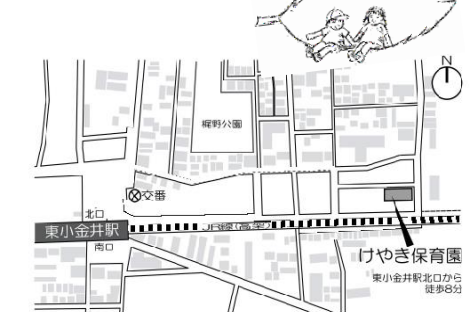 N
梶野公園
交番
北口
東小金井駅
南口
JR線(高架)
けやき保育園
東小金井駅北口から
徒歩8分